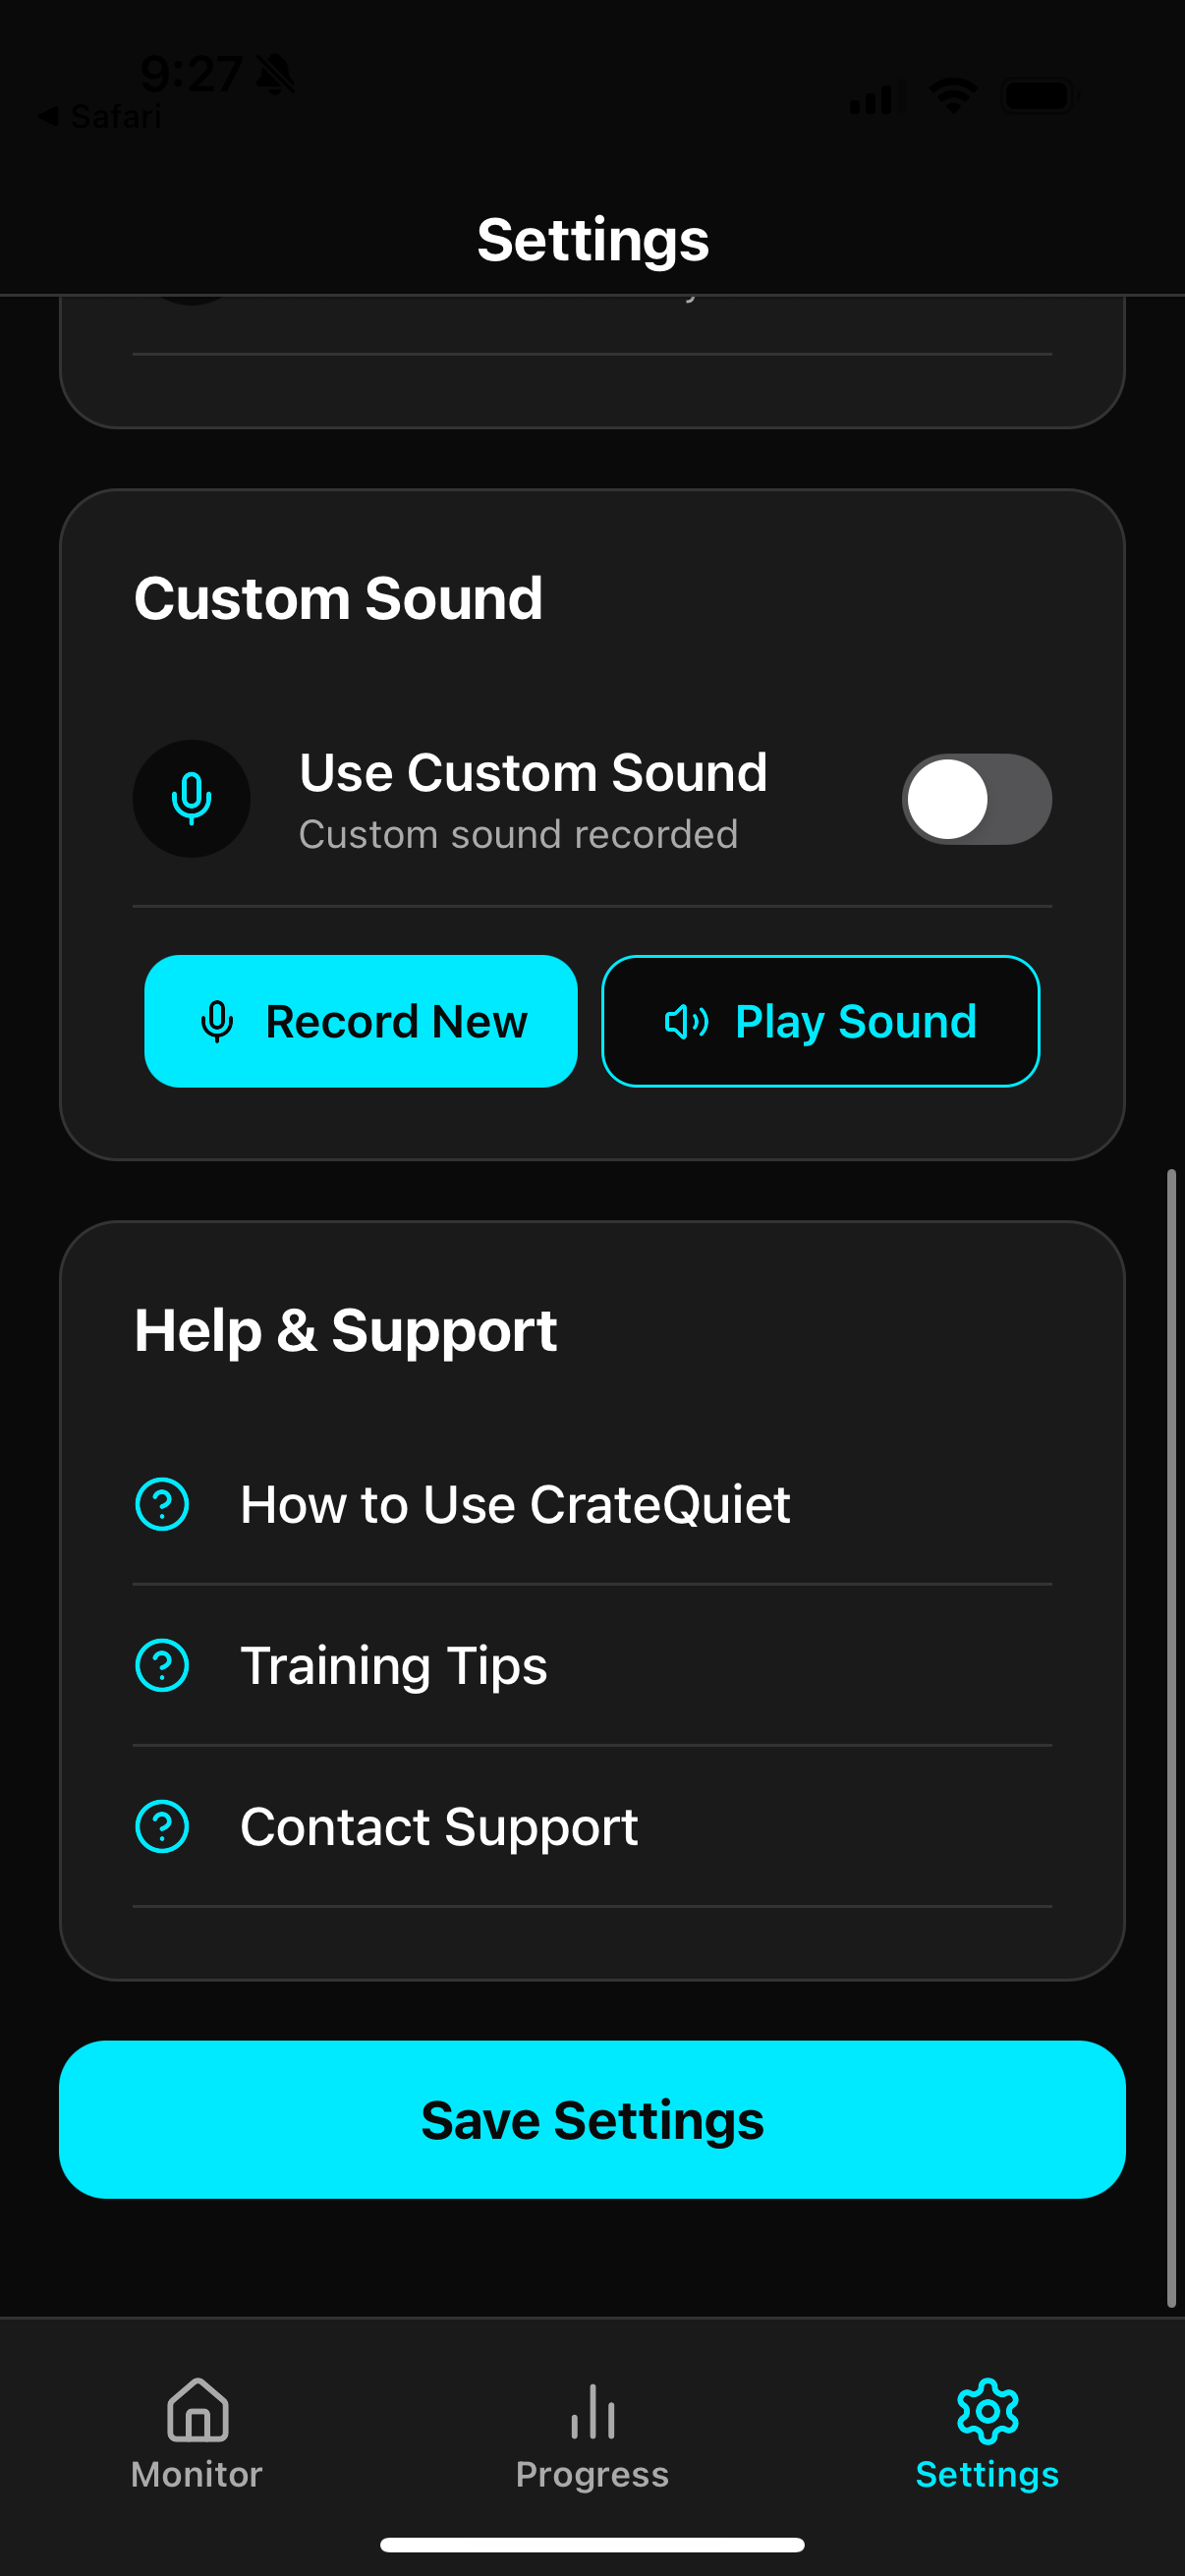 9:27
Safari
Settings
Custom Sound
Use Custom Sound
Custom sound recorded
Record New
Play Sound
Help & Support
How to Use CrateQuiet
Training Tips
Contact Support
Save Settings
Monitor
Progress
Settings